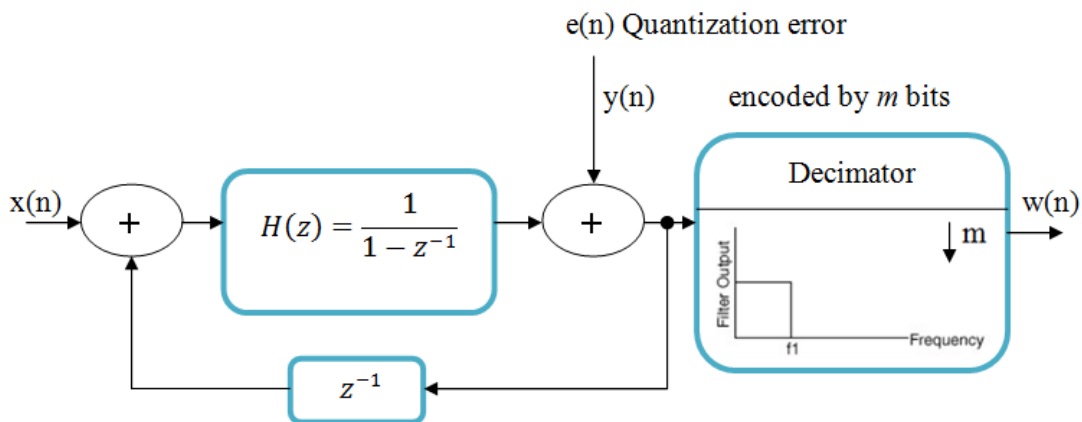 e(n) Quantization error
y(n)
encoded by m bits
x(n)
+
H(z) = 1 / (1 − z⁻¹)
+
Decimator
w(n)
↓ m
Filter Output
Frequency
f1
z⁻¹